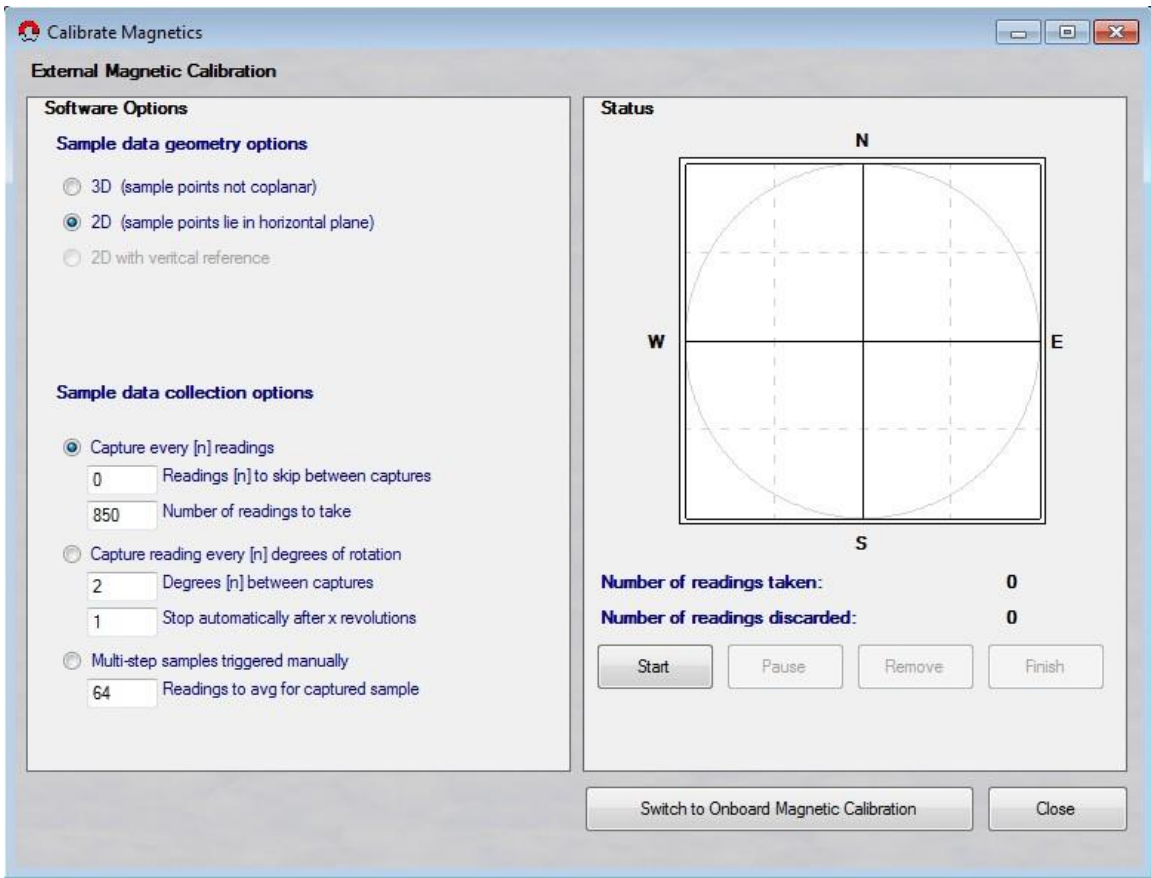 Calibrate Magnetics
External Magnetic Calibration
Software Options
Sample data geometry options
3D (sample points not coplanar)
2D (sample points lie in horizontal plane)
2D with veritcal reference
Sample data collection options
Capture every [n] readings
0 Readings [n] to skip between captures
850 Number of readings to take
Capture reading every [n] degrees of rotation
2 Degrees [n] between captures
1 Stop automatically after x revolutions
Multi-step samples triggered manually
64 Readings to avg for captured sample
Status
N
W E
S
Number of readings taken: 0
Number of readings discarded: 0
Start Pause Remove Finish
Switch to Onboard Magnetic Calibration Close